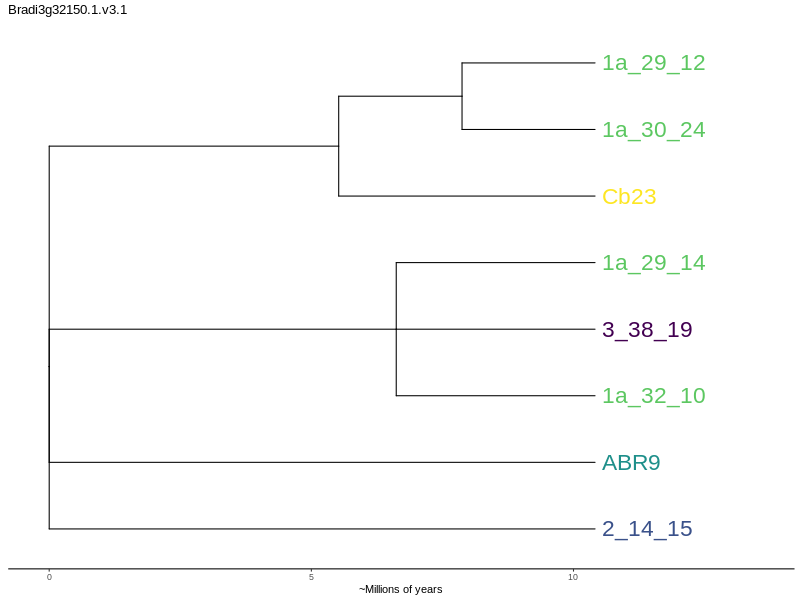 Bradi3g32150.1.v3.1
1a_29_12
1a_30_24
Cb23
1a_29_14
3_38_19
1a_32_10
ABR9
2_14_15
0 5 10
~Millions of years